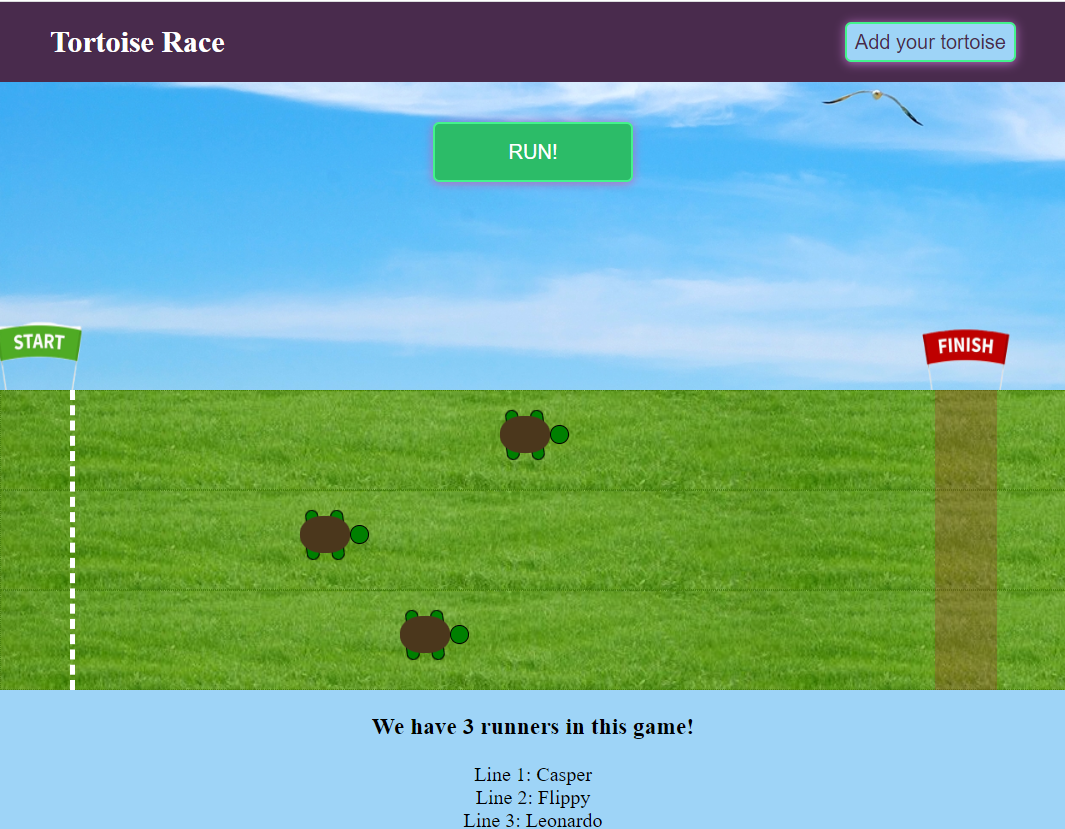 Tortoise Race
Add your tortoise
RUN!
START
FINISH
We have 3 runners in this game!
Line 1: Casper
Line 2: Flippy
Line 3: Leonardo